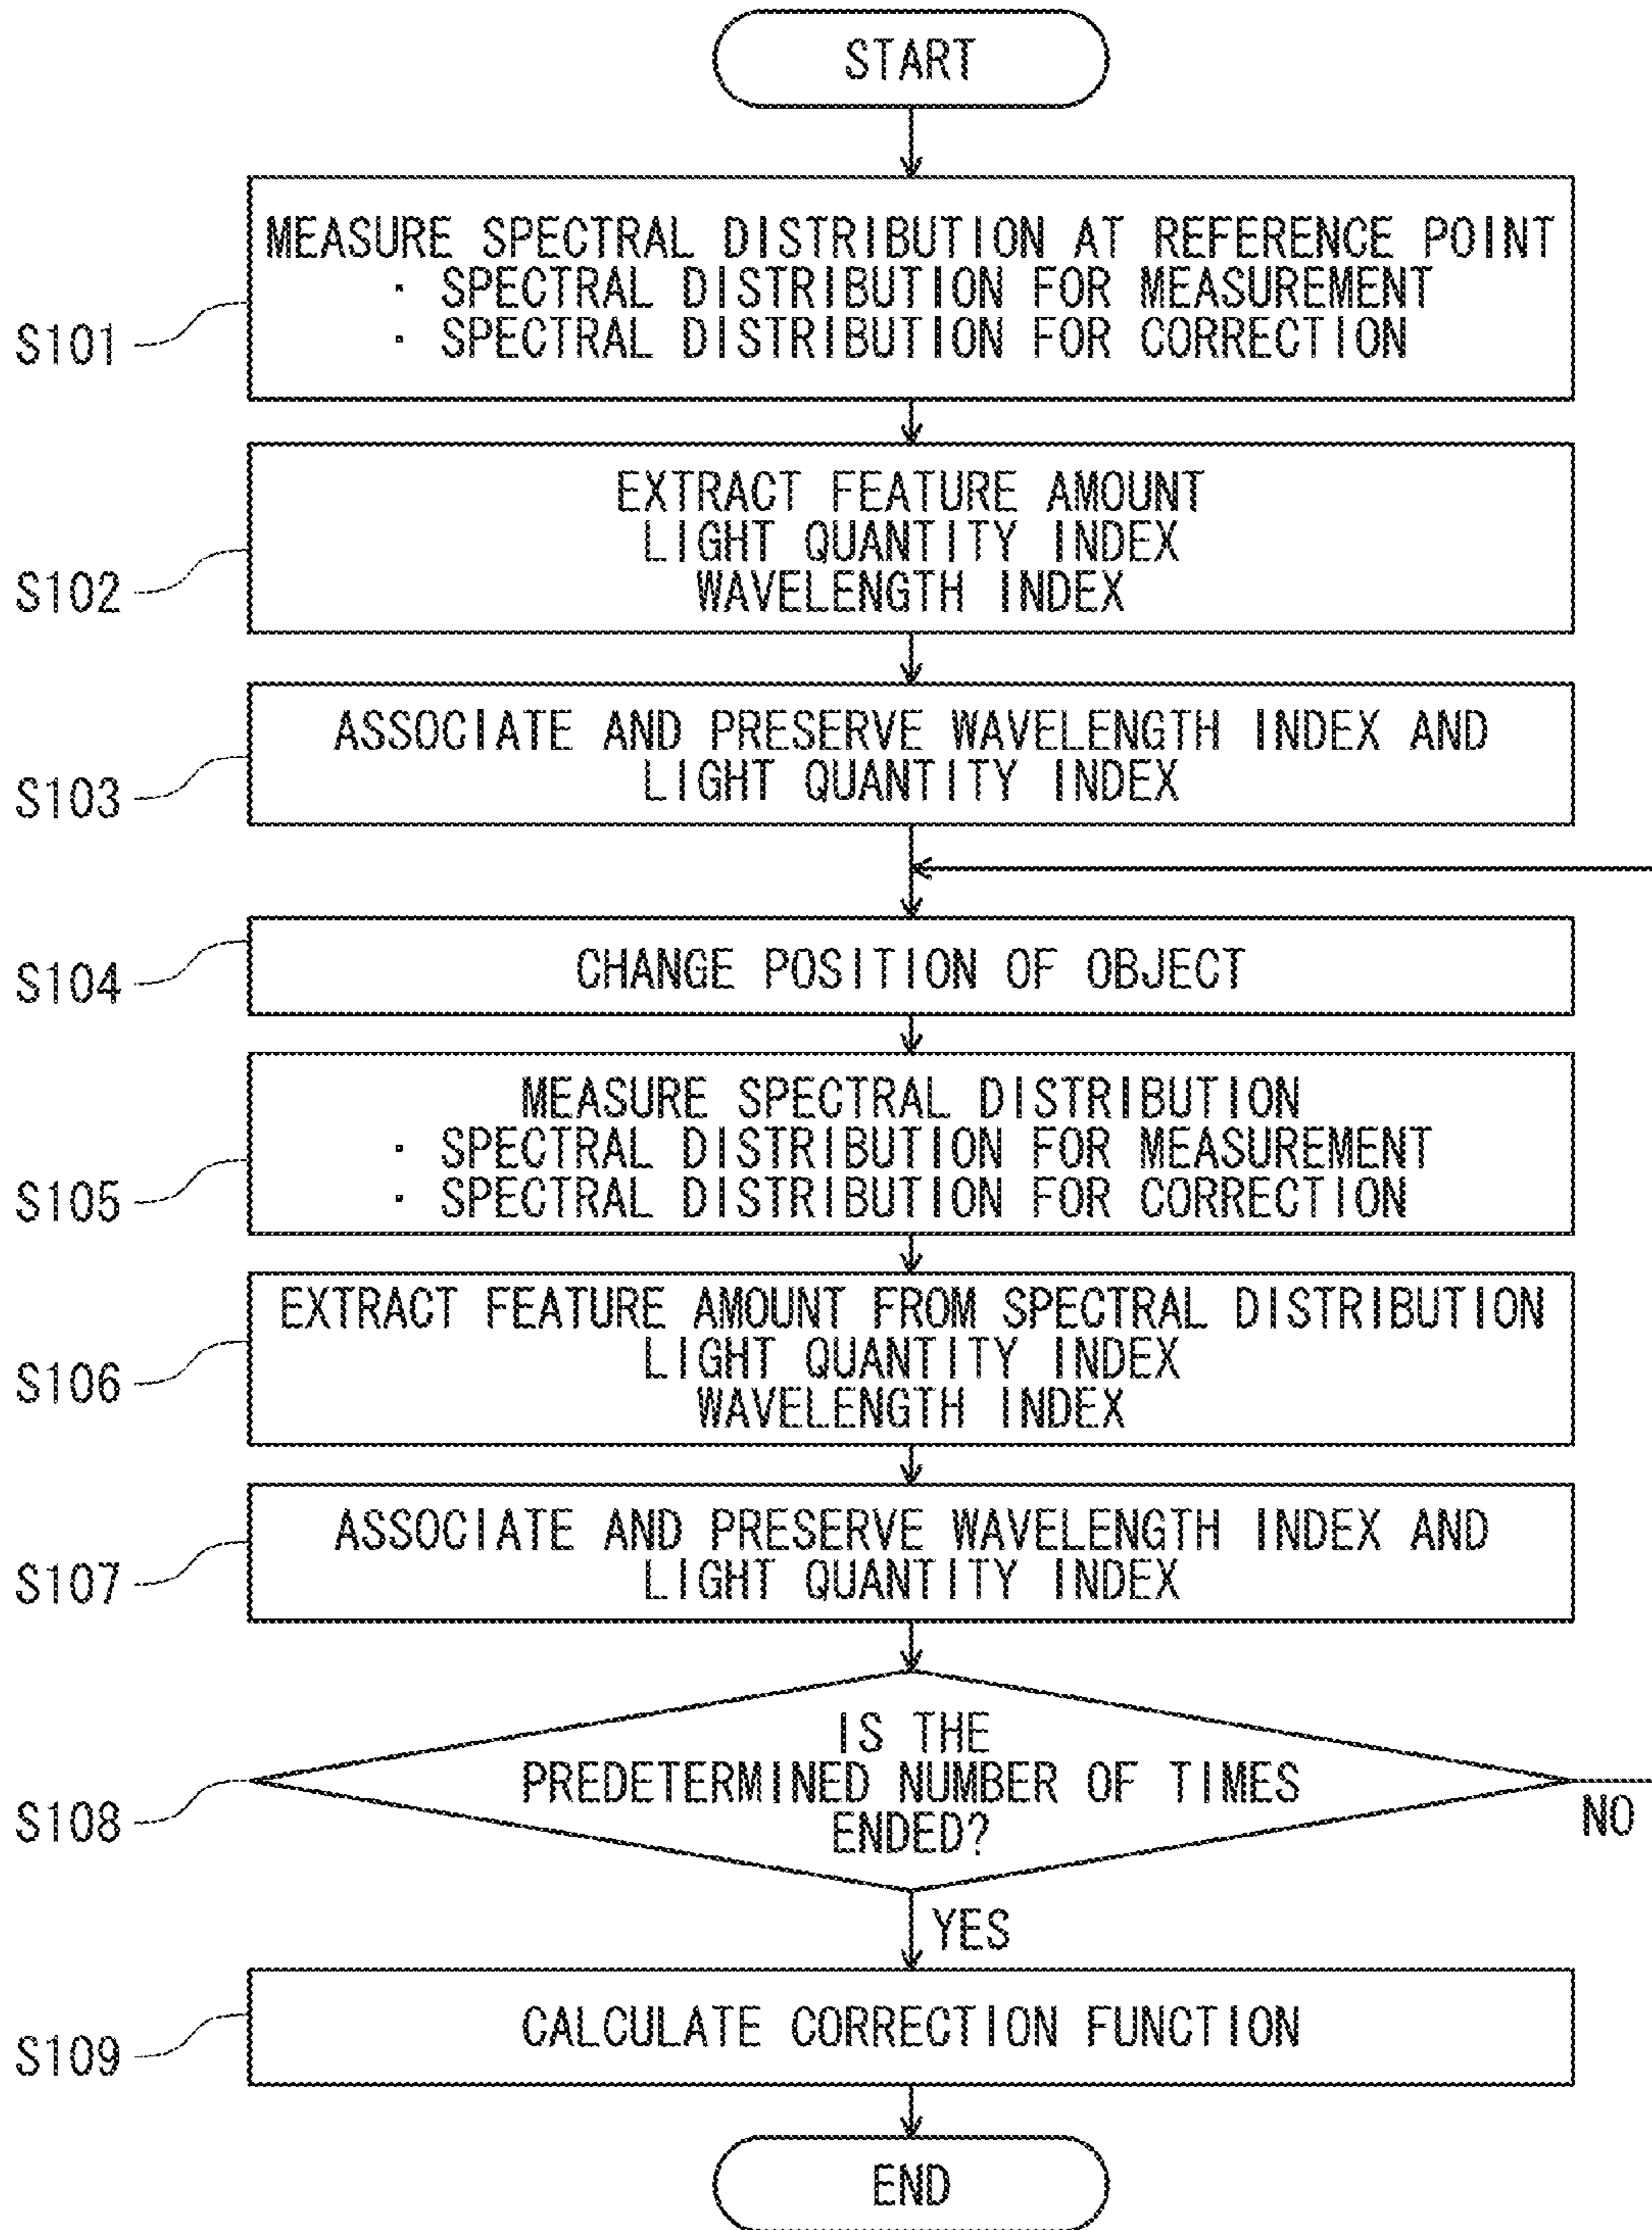 START
MEASURE SPECTRAL DISTRIBUTION AT REFERENCE POINT
· SPECTRAL DISTRIBUTION FOR MEASUREMENT
· SPECTRAL DISTRIBUTION FOR CORRECTION
S101
EXTRACT FEATURE AMOUNT
LIGHT QUANTITY INDEX
WAVELENGTH INDEX
S102
ASSOCIATE AND PRESERVE WAVELENGTH INDEX AND
LIGHT QUANTITY INDEX
S103
CHANGE POSITION OF OBJECT
S104
MEASURE SPECTRAL DISTRIBUTION
· SPECTRAL DISTRIBUTION FOR MEASUREMENT
· SPECTRAL DISTRIBUTION FOR CORRECTION
S105
EXTRACT FEATURE AMOUNT FROM SPECTRAL DISTRIBUTION
LIGHT QUANTITY INDEX
WAVELENGTH INDEX
S106
ASSOCIATE AND PRESERVE WAVELENGTH INDEX AND
LIGHT QUANTITY INDEX
S107
IS THE
PREDETERMINED NUMBER OF TIMES
ENDED?
S108
NO
YES
CALCULATE CORRECTION FUNCTION
S109
END